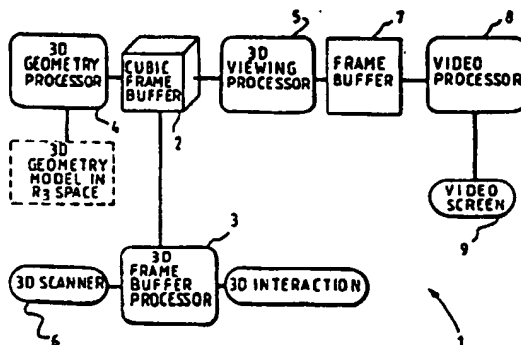 5
7
8
3D
GEOMETRY
PROCESSOR
4
CUBIC
FRAME
BUFFER
2
3D
VIEWING
PROCESSOR
FRAME
BUFFER
VIDEO
PROCESSOR
3D
GEOMETRY
MODEL IN
R3 SPACE
VIDEO
SCREEN
9
3
3D SCANNER
6
3D
FRAME
BUFFER
PROCESSOR
3D INTERACTION
1